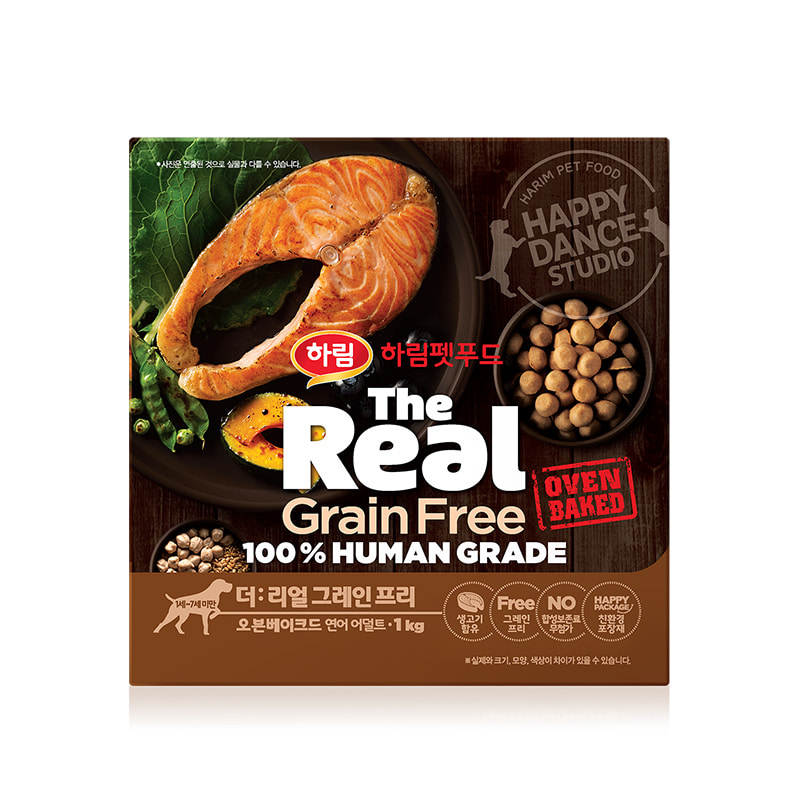 *사진은 연출된 것으로 실물과 다를 수 있습니다.
HARIM PET FOOD
HAPPY
DANCE
STUDIO
하림 하림펫푸드
The
Real
Grain Free
100 % HUMAN GRADE
OVEN
BAKED
1세~7세 미만
더:리얼 그레인 프리
오븐베이크드 연어 어덜트·1kg
생고기
함유
Free
그레인
프리
NO
합성보존료
무첨가
HAPPY
PACKAGE
친환경
포장재
※실제와 크기, 모양, 색상이 차이가 있을 수 있습니다.